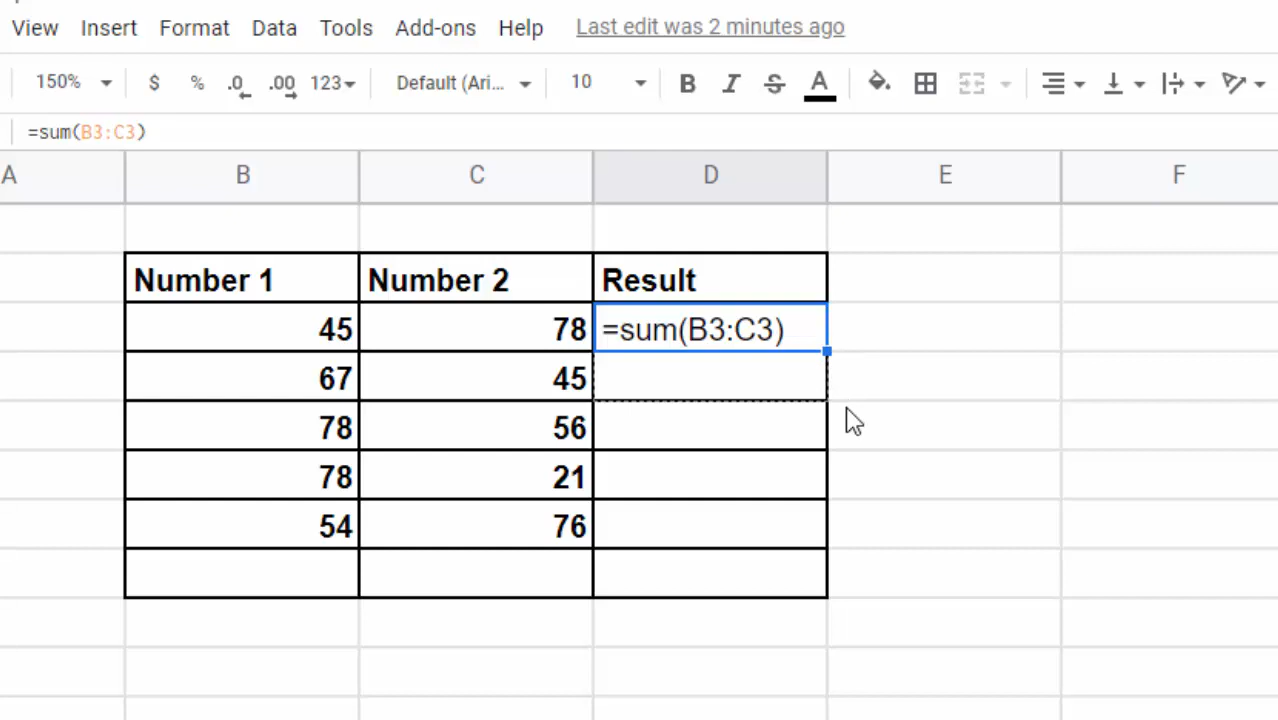 View Insert Format Data Tools Add-ons Help Last edit was 2 minutes ago
150% $ % .0 .00 123 Default (Ari... 10 B I S A
=sum(B3:C3)
A B C D E F
Number 1 Number 2 Result
45 78 =sum(B3:C3)
67 45
78 56
78 21
54 76